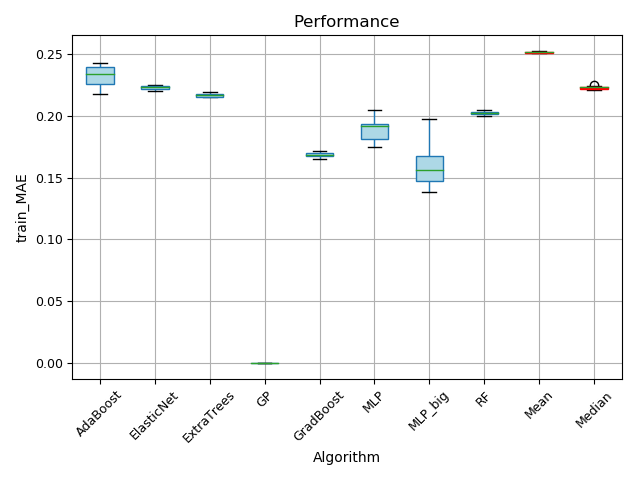 Performance
train_MAE
0.25
0.20
0.15
0.10
0.05
0.00
AdaBoost
ElasticNet
ExtraTrees
GP
GradBoost
MLP
MLP_big
RF
Mean
Median
Algorithm